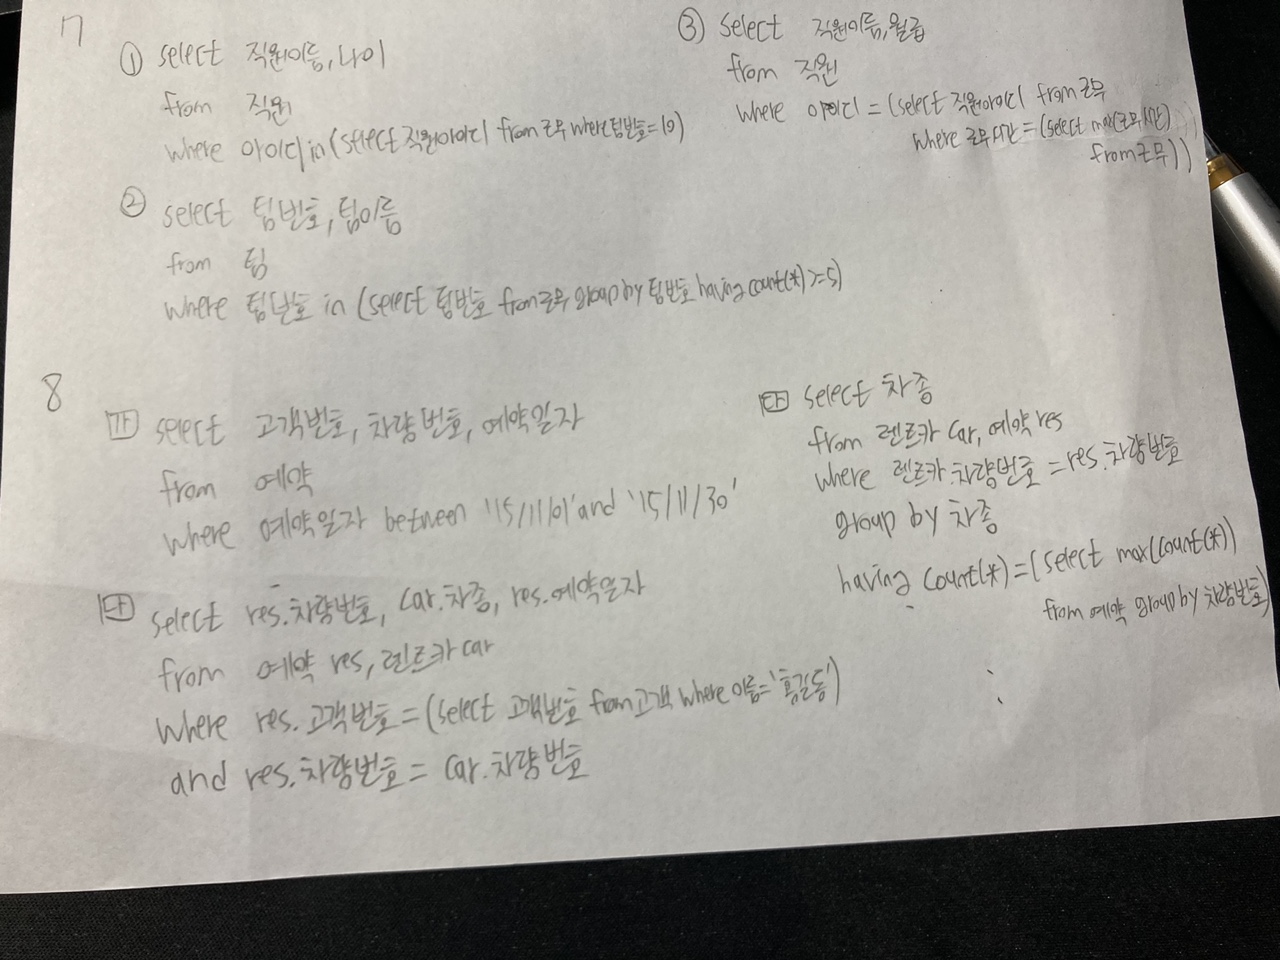 7
① select 직원이름, 나이
from 직원
where 아이디 in (select 직원아이디 from 근무 where 팀번호=10)
② select 팀번호, 팀이름
from 팀
where 팀번호 in (select 팀번호 from 근무 group by 팀번호 having count(*) >= 5)
③ select 직원이름, 월급
from 직원
where 아이디 = (select 직원아이디 from 근무
where 근무시간 = (select max(근무시간)
from 근무))
8
가 select 고객번호, 차량번호, 예약일자
from 예약
where 예약일자 between '15/11/01' and '15/11/30'
나 select res.차량번호, car.차종, res.예약일자
from 예약 res, 렌트카 car
where res.고객번호 = (select 고객번호 from 고객 where 이름='홍길동')
and res.차량번호 = car.차량번호
다 select 차종
from 렌트카 car, 예약 res
where 렌트카.차량번호 = res.차량번호
group by 차종
having count(*) = (select max(count(*))
from 예약 group by 차량번호)